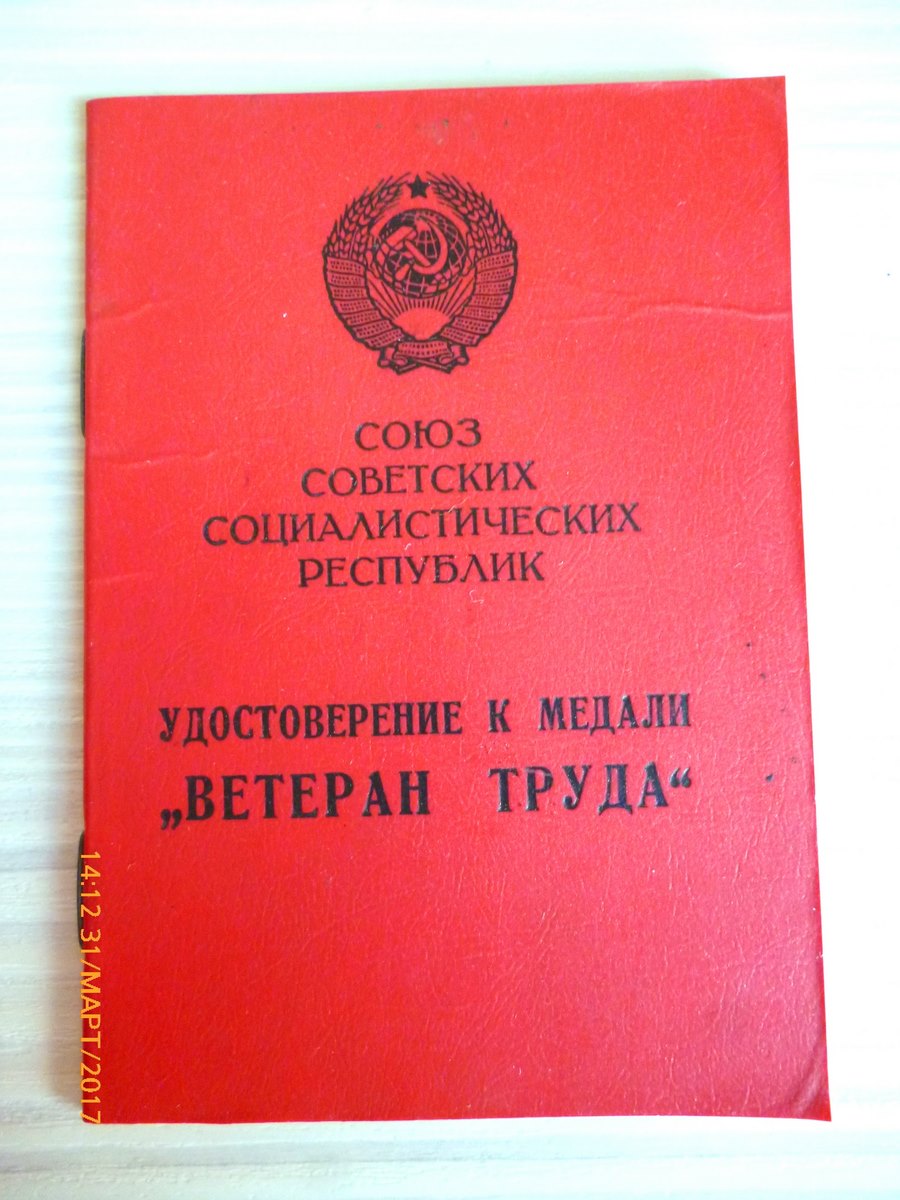 СОЮЗ
СОВЕТСКИХ
СОЦИАЛИСТИЧЕСКИХ
РЕСПУБЛИК
УДОСТОВЕРЕНИЕ К МЕДАЛИ
„ВЕТЕРАН ТРУДА“
14:12 31/МАРТ/2017